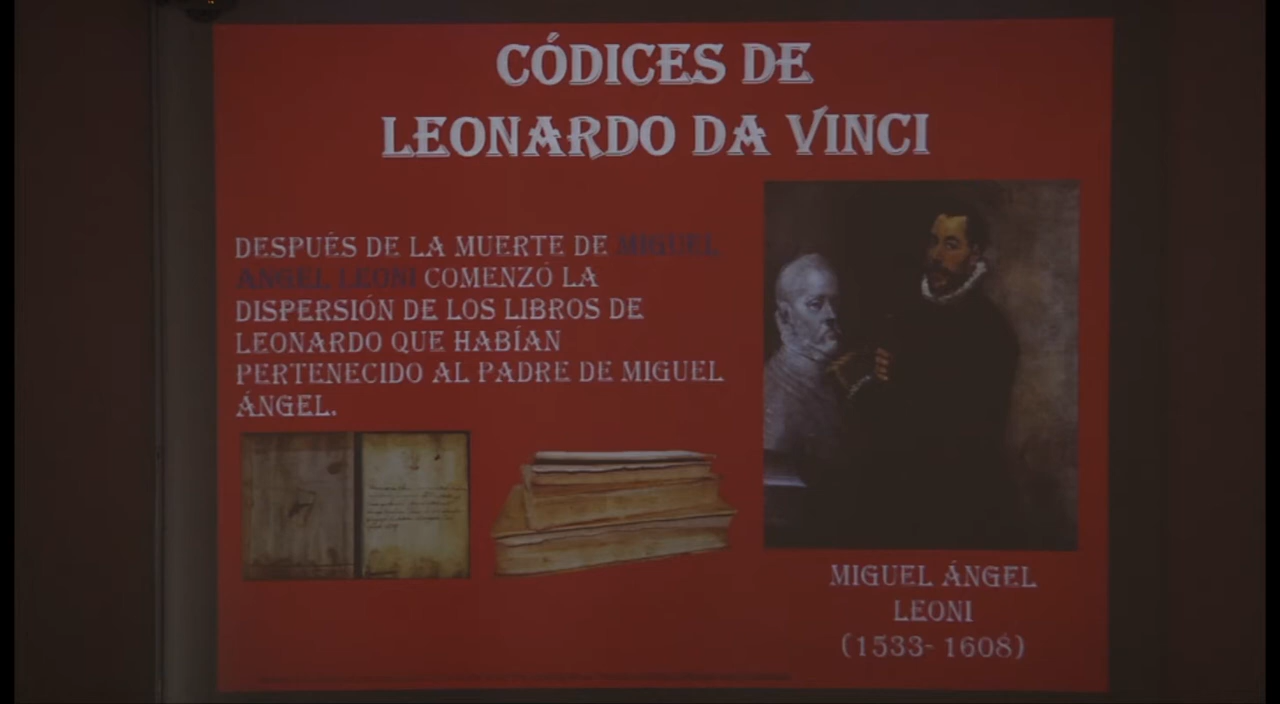 CÓDICES DE
LEONARDO DA VINCI
DESPUÉS DE LA MUERTE DE MIGUEL
ÁNGEL LEONI COMENZÓ LA
DISPERSIÓN DE LOS LIBROS DE
LEONARDO QUE HABÍAN
PERTENECIDO AL PADRE DE MIGUEL
ÁNGEL.
MIGUEL ÁNGEL
LEONI
(1533- 1608)